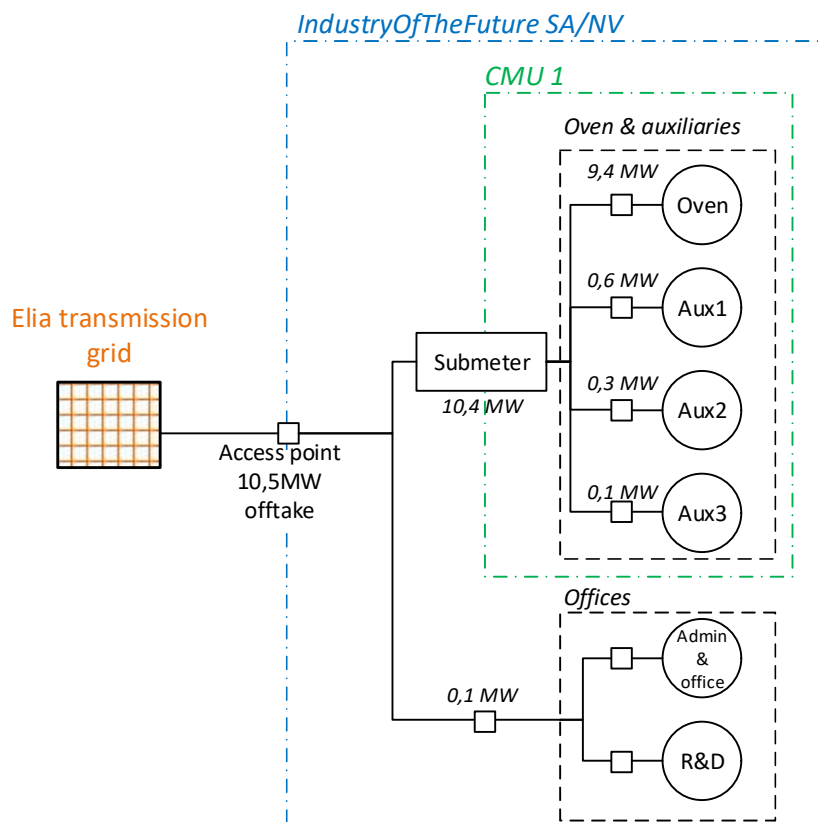 IndustryOfTheFuture SA/NV
CMU 1
Oven & auxiliaries
9,4 MW
Oven
0,6 MW
Aux1
Elia transmission
grid
Submeter
10,4 MW
0,3 MW
Aux2
Access point
10,5MW
offtake
0,1 MW
Aux3
Offices
Admin
&
office
0,1 MW
R&D